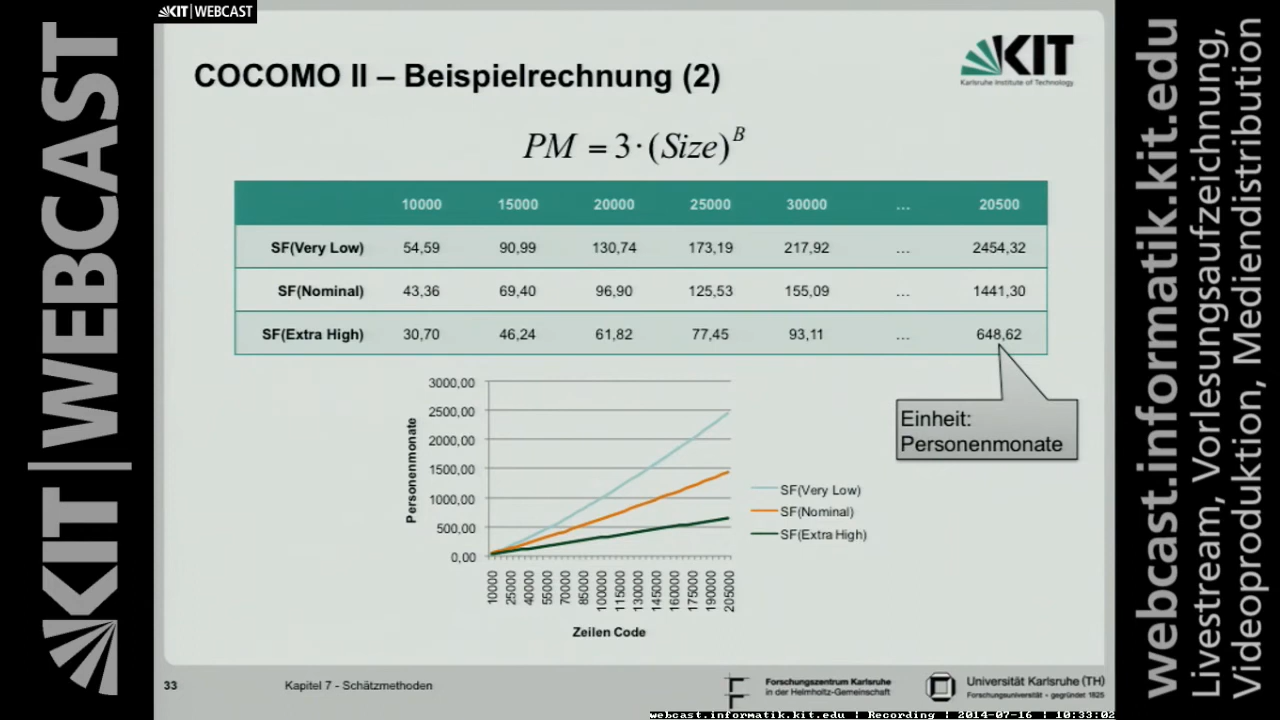 KIT | WEBCAST
KIT | WEBCAST
COCOMO II – Beispielrechnung (2)
KIT
Karlsruhe Institute of Technology
PM = 3 · (Size)^B
10000 15000 20000 25000 30000 … 20500
SF(Very Low) 54,59 90,99 130,74 173,19 217,92 … 2454,32
SF(Nominal) 43,36 69,40 96,90 125,53 155,09 … 1441,30
SF(Extra High) 30,70 46,24 61,82 77,45 93,11 … 648,62
Einheit:
Personenmonate
Personenmonate
3000,00
2500,00
2000,00
1500,00
1000,00
500,00
0,00
10000 25000 40000 55000 70000 85000 100000 115000 130000 145000 160000 175000 190000 205000
Zeilen Code
SF(Very Low)
SF(Nominal)
SF(Extra High)
33 Kapitel 7 - Schätzmethoden
Forschungszentrum Karlsruhe
in der Helmholtz-Gemeinschaft
Universität Karlsruhe (TH)
Forschungsuniversität - gegründet 1825
webcast.informatik.kit.edu | Recording | 2014-07-16 | 10:33:02
webcast.informatik.kit.edu
Livestream, Vorlesungsaufzeichnung,
Videoproduktion, Mediendistribution